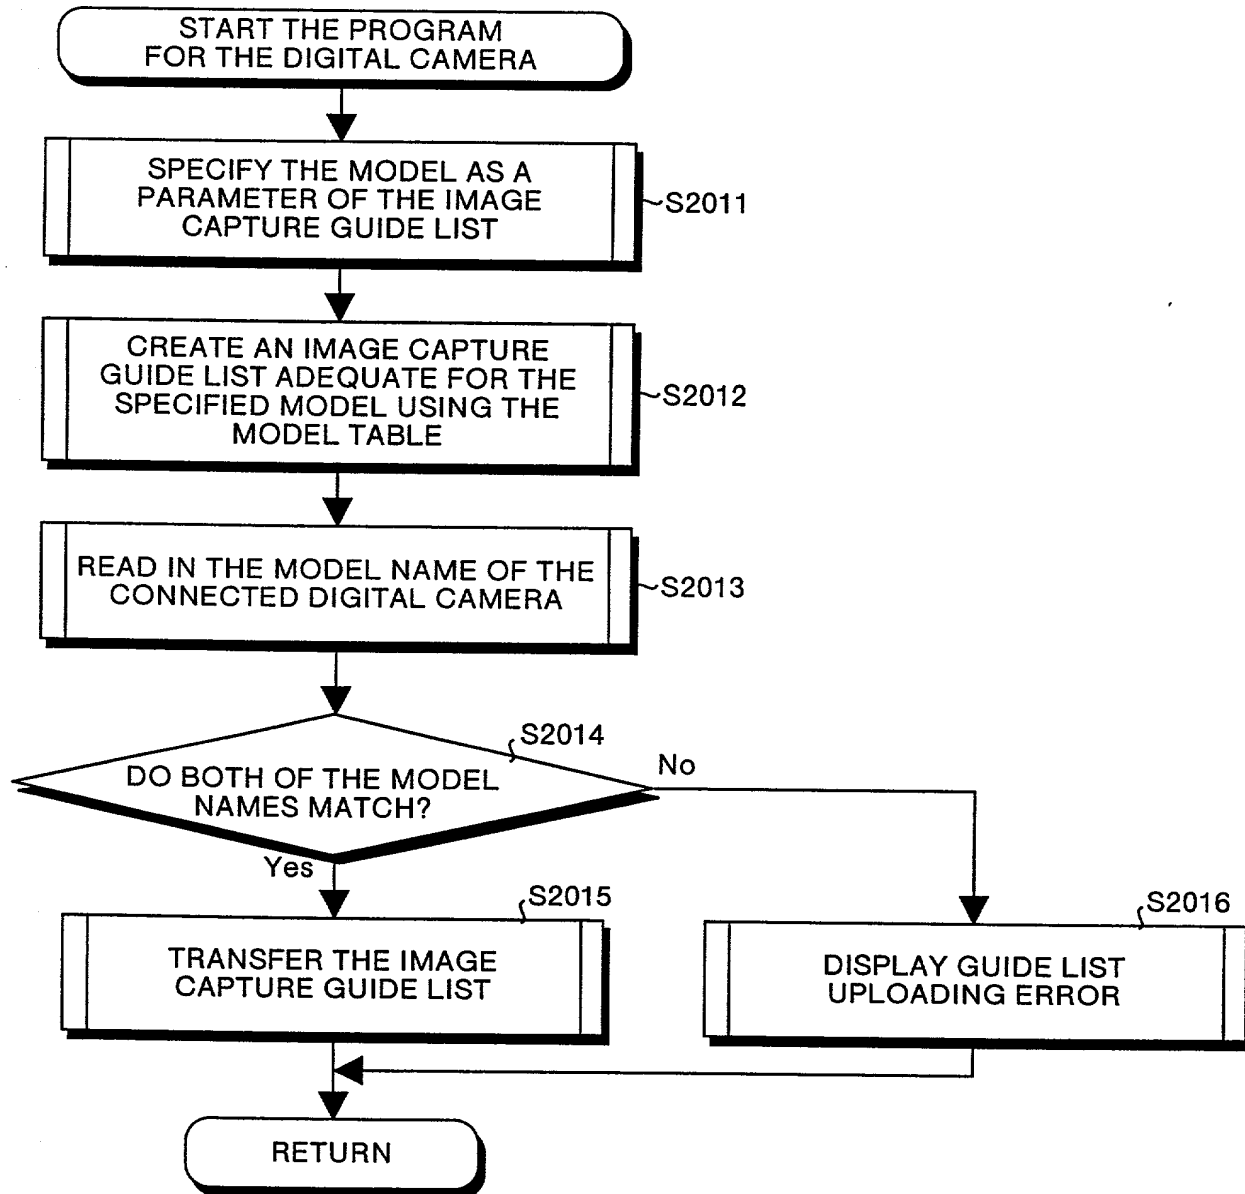 START THE PROGRAM
FOR THE DIGITAL CAMERA
SPECIFY THE MODEL AS A
PARAMETER OF THE IMAGE
CAPTURE GUIDE LIST
S2011
CREATE AN IMAGE CAPTURE
GUIDE LIST ADEQUATE FOR THE
SPECIFIED MODEL USING THE
MODEL TABLE
S2012
READ IN THE MODEL NAME OF THE
CONNECTED DIGITAL CAMERA
S2013
S2014
DO BOTH OF THE MODEL
NAMES MATCH?
No
Yes
S2015
TRANSFER THE IMAGE
CAPTURE GUIDE LIST
S2016
DISPLAY GUIDE LIST
UPLOADING ERROR
RETURN